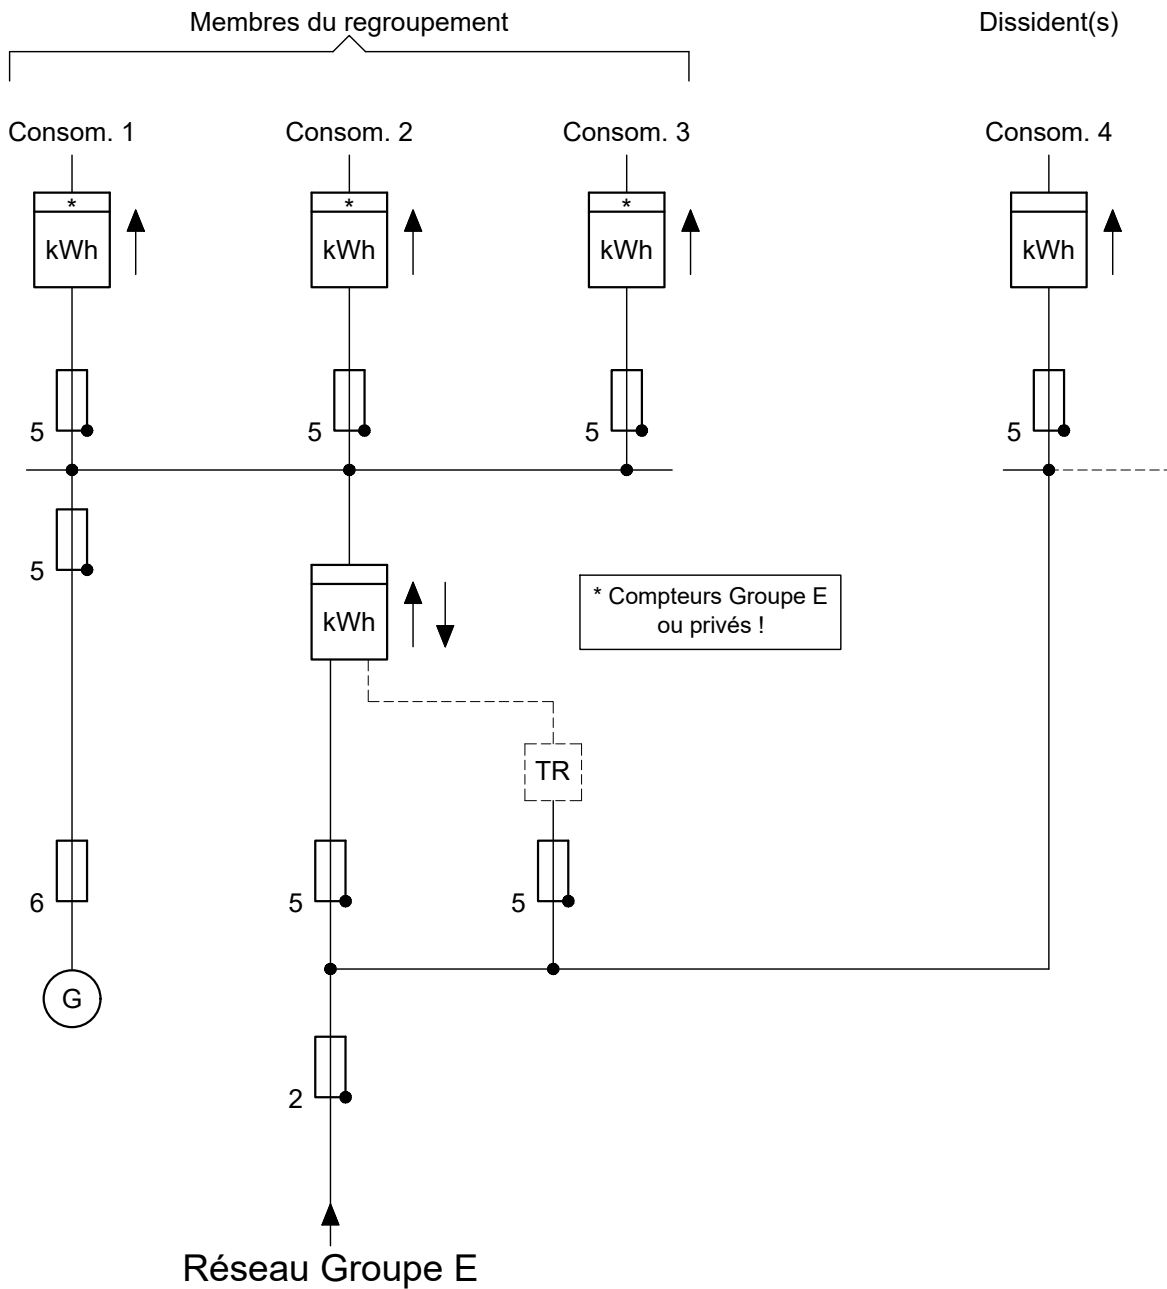 Membres du regroupement
Dissident(s)
Consom. 1
Consom. 2
Consom. 3
Consom. 4
*
*
*
kWh
kWh
kWh
kWh
5
5
5
5
5
kWh
* Compteurs Groupe E
ou privés !
TR
6
5
5
G
2
Réseau Groupe E